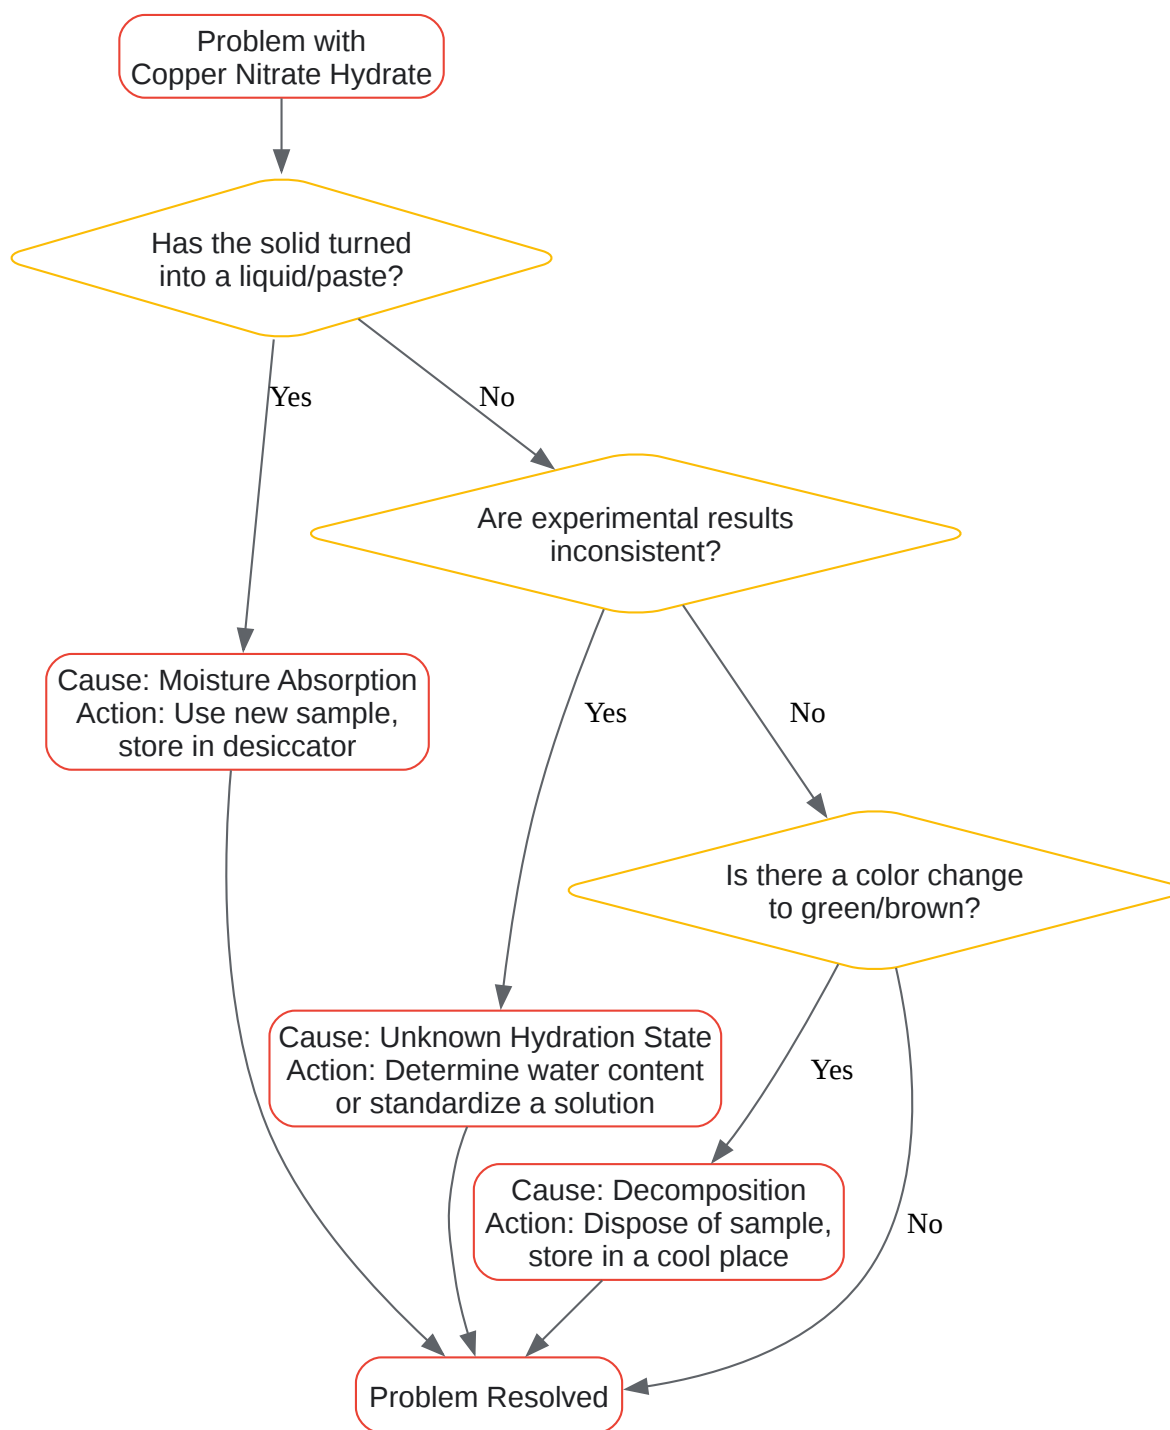 Problem with
Copper Nitrate Hydrate
Has the solid turned
into a liquid/paste?
Yes
No
Are experimental results
inconsistent?
Cause: Moisture Absorption
Action: Use new sample,
store in desiccator
Yes
No
Is there a color change
to green/brown?
Cause: Unknown Hydration State
Action: Determine water content
or standardize a solution
Yes
Cause: Decomposition
Action: Dispose of sample,
store in a cool place
No
Problem Resolved